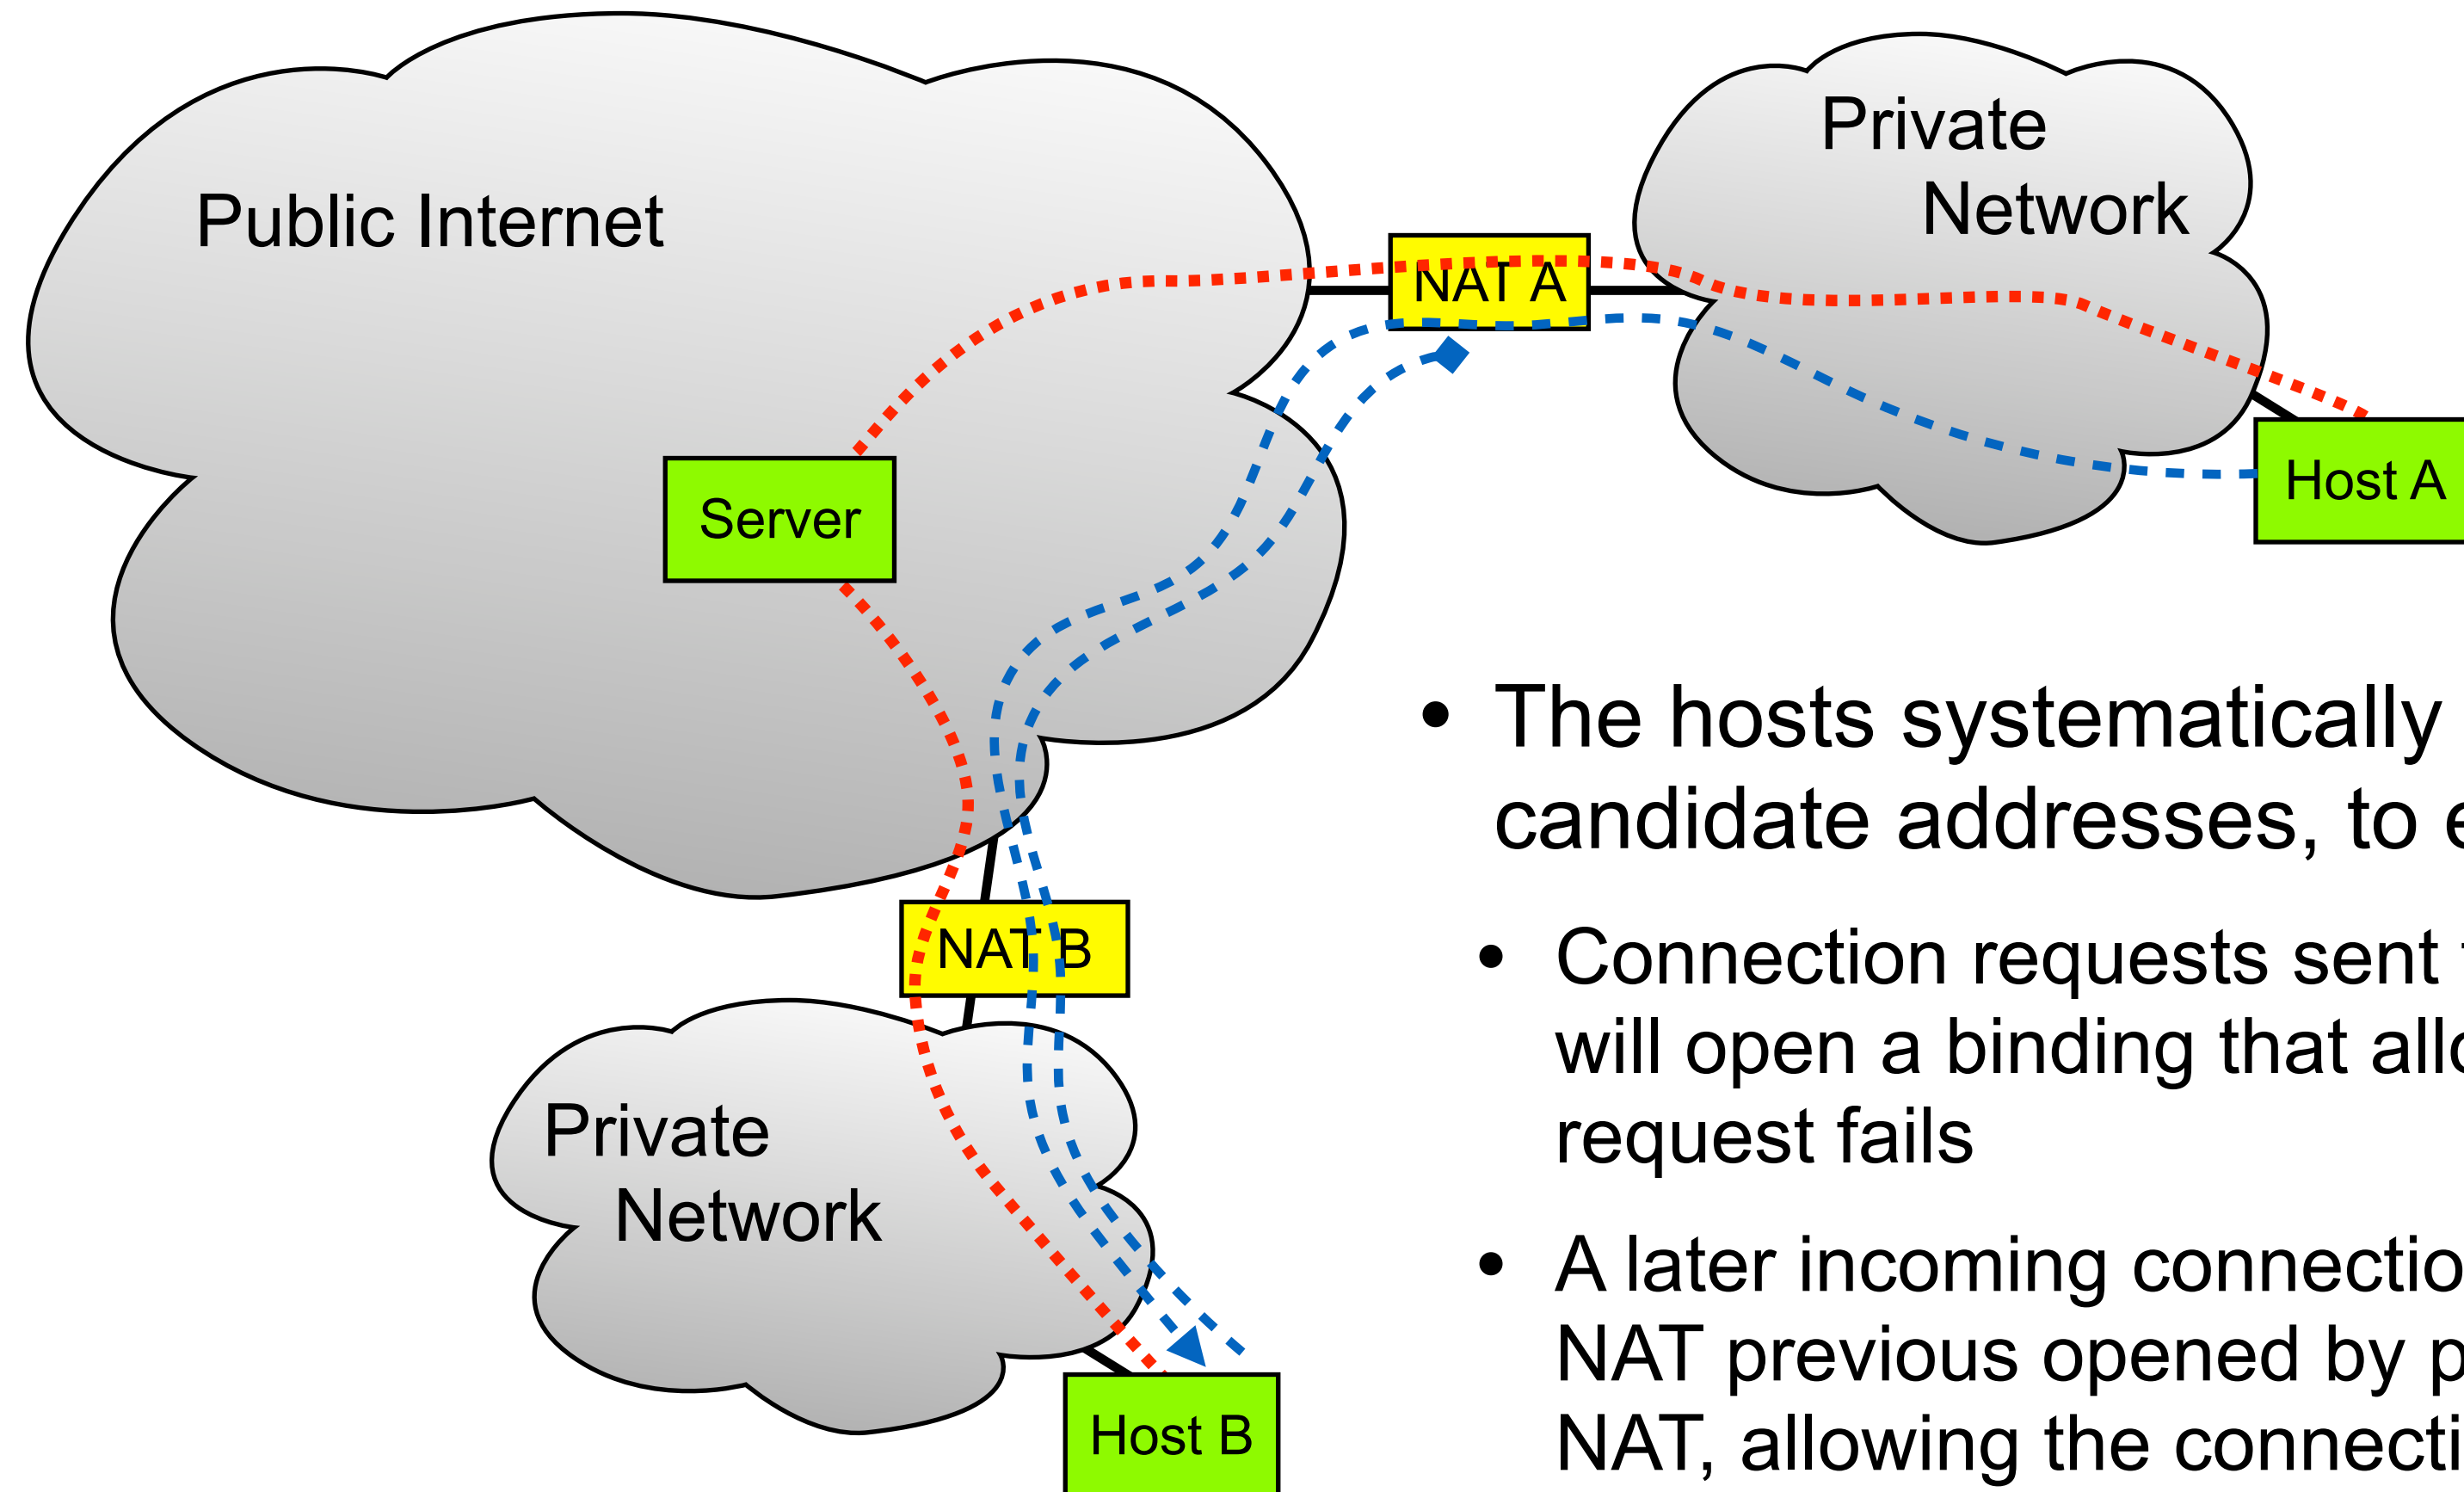 Public Internet
Private
Network
NAT A
Server
Host A
NAT B
Private
Network
Host B
• The hosts systematically
candidate addresses, to e
• Connection requests sent
will open a binding that allo
request fails
• A later incoming connectio
NAT previous opened by p
NAT, allowing the connecti